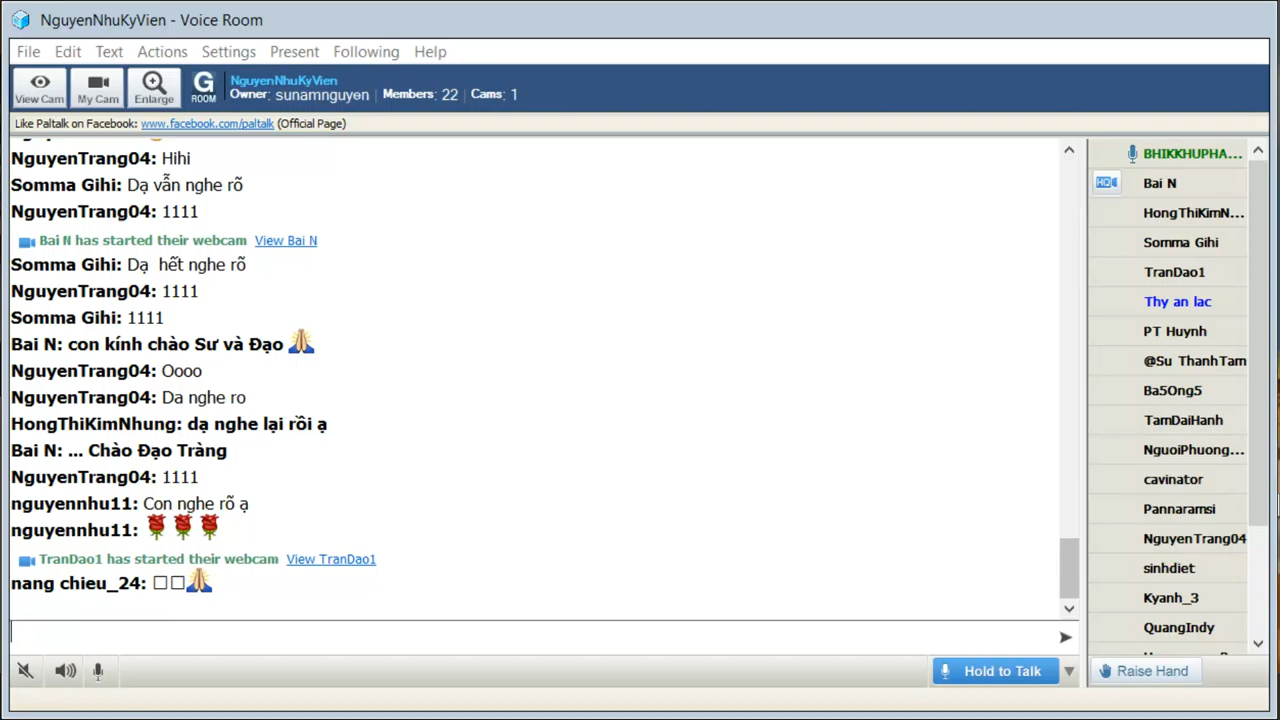 NguyenNhuKyVien - Voice Room
File Edit Text Actions Settings Present Following Help
View Cam
My Cam
Enlarge
G
ROOM
NguyenNhuKyVien
Owner: sunamnguyen | Members: 22 | Cams: 1
Like Paltalk on Facebook: www.facebook.com/paltalk (Official Page)
NguyenTrang04: Hihi
Somma Gihi: Dạ vẫn nghe rõ
NguyenTrang04: 1111
Bai N has started their webcam View Bai N
Somma Gihi: Dạ hết nghe rõ
NguyenTrang04: 1111
Somma Gihi: 1111
Bai N: con kính chào Sư và Đạo
NguyenTrang04: Oooo
NguyenTrang04: Da nghe ro
HongThiKimNhung: dạ nghe lại rồi ạ
Bai N: ... Chào Đạo Tràng
NguyenTrang04: 1111
nguyennhu11: Con nghe rõ ạ
nguyennhu11:
TranDao1 has started their webcam View TranDao1
nang chieu_24:
Hold to Talk
BHIKKHUPHA...
HD
Bai N
HongThiKimN...
Somma Gihi
TranDao1
Thy an lac
PT Huynh
@Su ThanhTam
Ba5Ong5
TamDaiHanh
NguoiPhuong...
cavinator
Pannaramsi
NguyenTrang04
sinhdiet
Kyanh_3
QuangIndy
Raise Hand